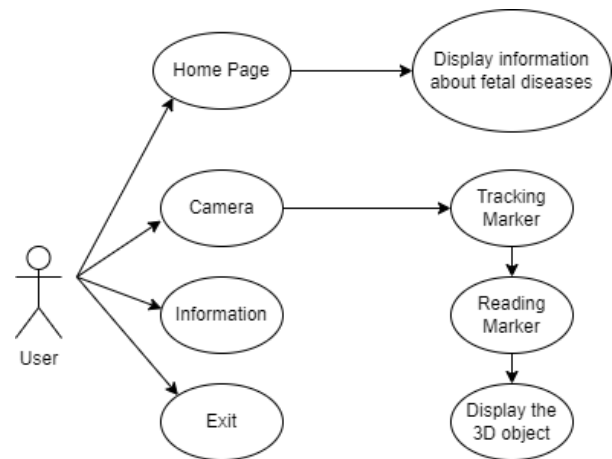 Home Page
Display information
about fetal diseases
Camera
Tracking
Marker
User
Information
Reading
Marker
Exit
Display the
3D object